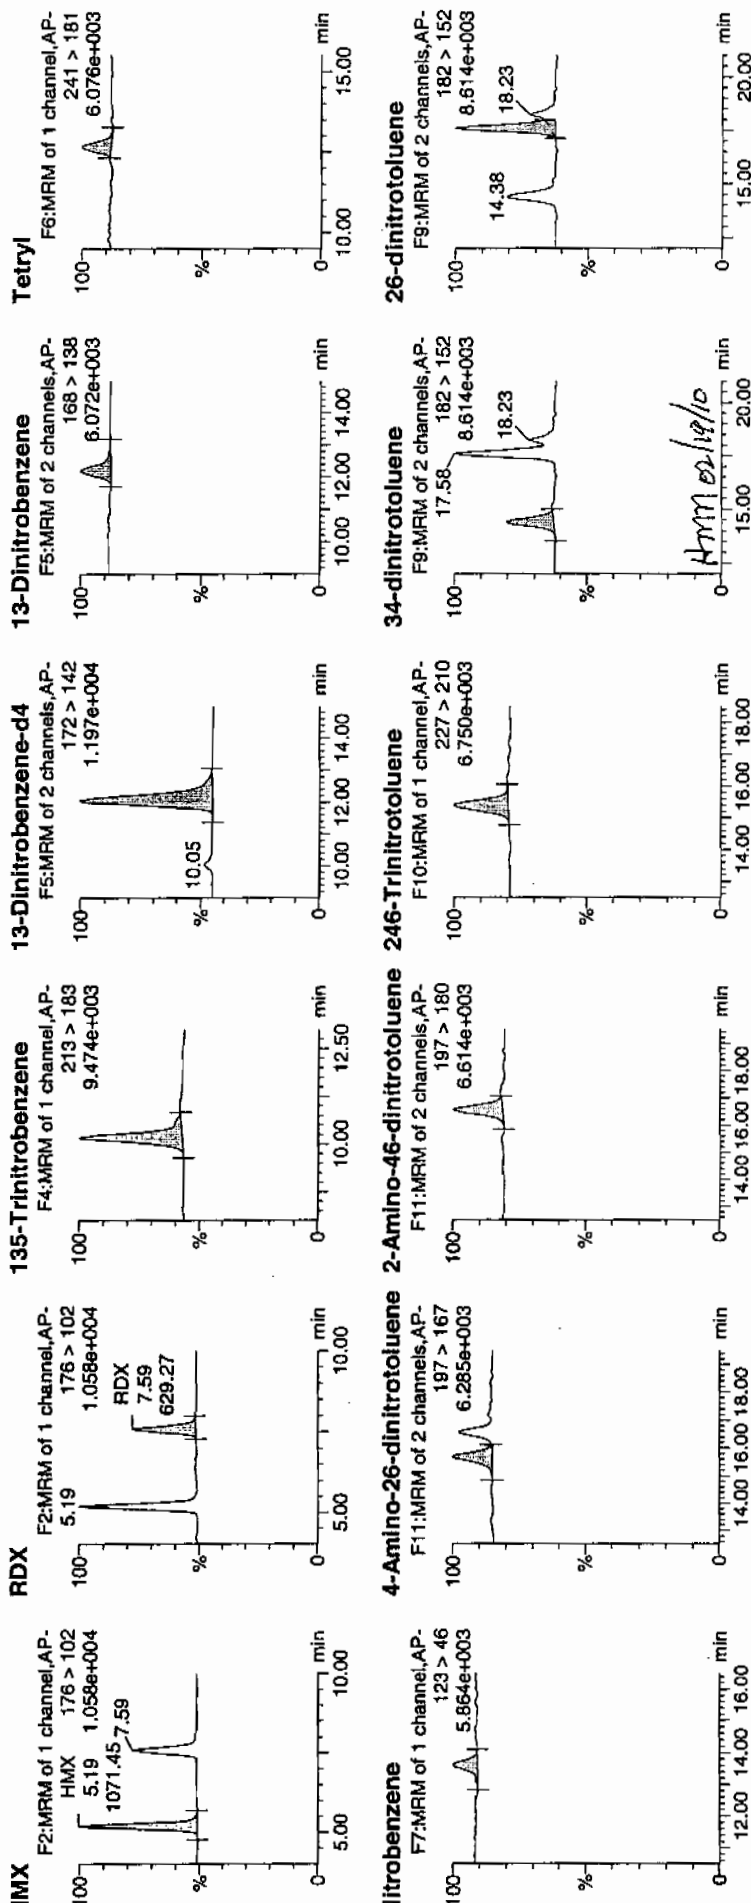 HMX
F2:MRM of 1 channel,AP-
HMX 176 > 102
5.19 1.058e+004
1071.45
7.59
100
%
0
5.00 10.00
min
RDX
F2:MRM of 1 channel,AP-
5.19 176 > 102
1.058e+004
RDX
7.59
629.27
100
%
0
5.00 10.00
min
135-Trinitrobenzene
F4:MRM of 1 channel,AP-
213 > 183
9.474e+003
100
%
0
10.00 12.50
min
13-Dinitrobenzene-d4
F5:MRM of 2 channels,AP-
172 > 142
1.197e+004
10.05
100
%
0
10.00 12.00 14.00
min
13-Dinitrobenzene
F5:MRM of 2 channels,AP-
168 > 138
6.072e+003
100
%
0
10.00 12.00 14.00
min
Tetryl
F6:MRM of 1 channel,AP-
241 > 181
6.076e+003
100
%
0
10.00 15.00
min
litrobenzene
F7:MRM of 1 channel,AP-
123 > 46
5.864e+003
100
%
0
12.00 14.00 16.00
min
4-Amino-26-dinitrotoluene
F11:MRM of 2 channels,AP-
197 > 167
6.285e+003
100
%
0
14.00 16.00 18.00
min
2-Amino-46-dinitrotoluene
F11:MRM of 2 channels,AP-
197 > 180
6.614e+003
100
%
0
14.00 16.00 18.00
min
246-Trinitrotoluene
F10:MRM of 1 channel,AP-
227 > 210
6.750e+003
100
%
0
14.00 16.00 18.00
min
34-dinitrotoluene
F9:MRM of 2 channels,AP-
17.58 182 > 152
8.614e+003
18.23
100
%
0
15.00 20.00
min
HMM 02/19/10
26-dinitrotoluene
F9:MRM of 2 channels,AP-
182 > 152
8.614e+003
14.38
18.23
100
%
0
15.00 20.00
min